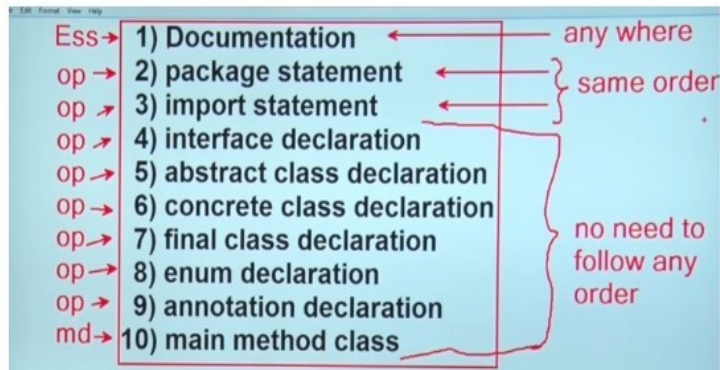 Edit Format View Help
Ess→ 1) Documentation ← any where
op→ 2) package statement ←
same order
op→ 3) import statement ←
op→ 4) interface declaration
op→ 5) abstract class declaration
op→ 6) concrete class declaration
op→ 7) final class declaration
no need to
follow any
order
op→ 8) enum declaration
op→ 9) annotation declaration
md→ 10) main method class